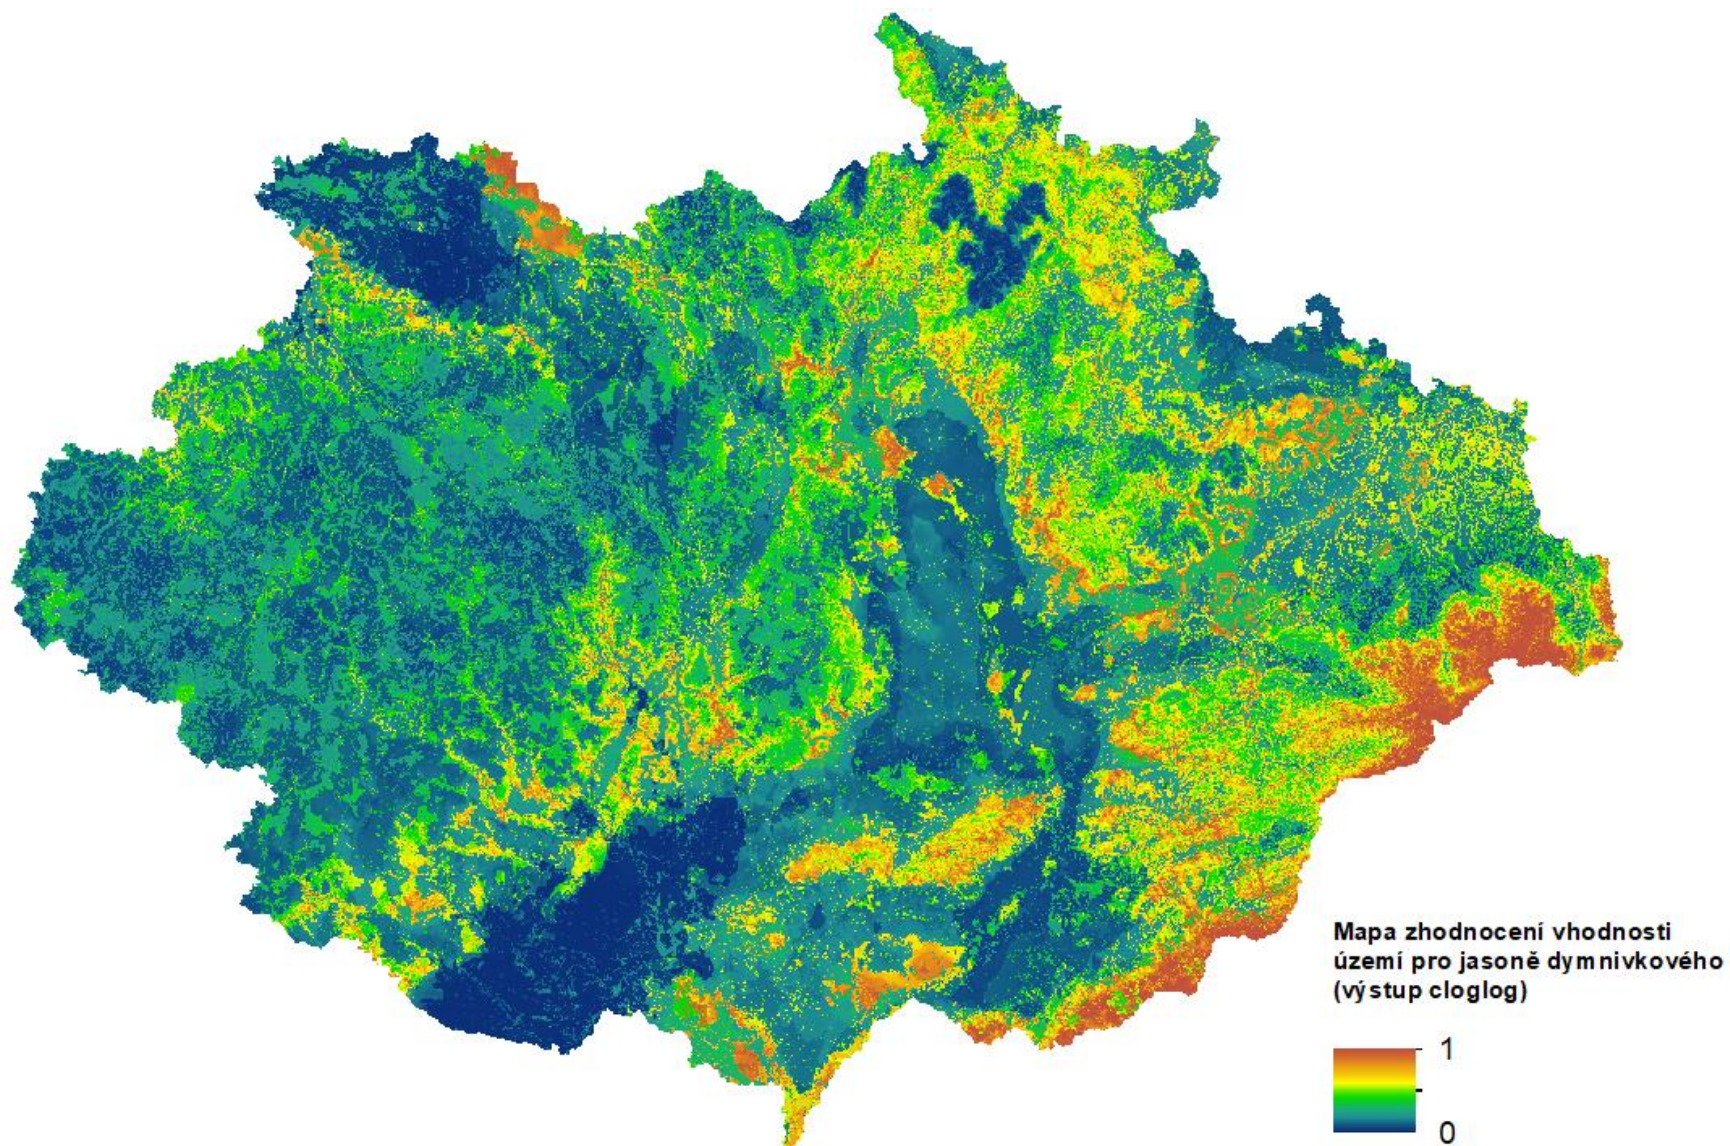 Mapa zhodnocení vhodnosti
území pro jasoně dymnivkového
(výstup cloglog)
1
0